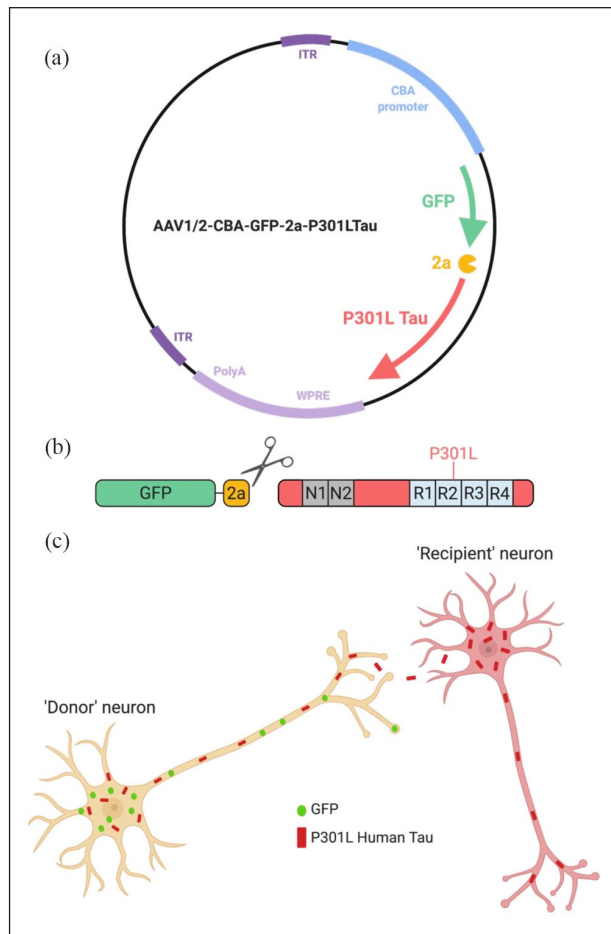 (a)
ITR
CBA
promoter
GFP
AAV1/2-CBA-GFP-2a-P301LTau
2a
P301L Tau
ITR
PolyA
WPRE
(b)
P301L
GFP 2a N1 N2 R1 R2 R3 R4
(c)
'Recipient' neuron
'Donor' neuron
GFP
P301L Human Tau